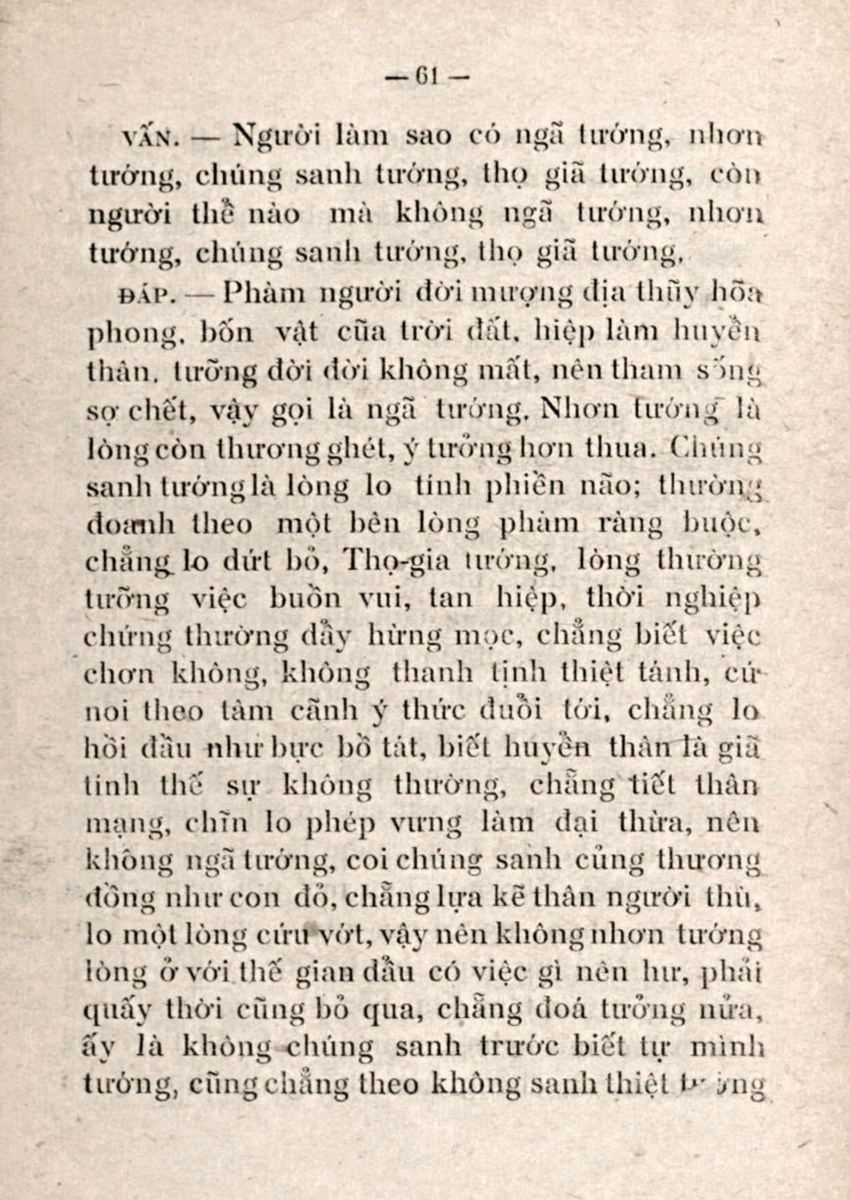 — 61 —
VẤN. — Người làm sao có ngã tướng, nhơn
tướng, chúng sanh tướng, thọ giã tướng, còn
người thể nào mà không ngã tướng, nhơn
tướng, chúng sanh tướng, thọ giã tướng.
ĐÁP. — Phàm người đời mượng địa thũy hõa
phong, bốn vật cũa trời đất, hiệp làm huyền
thân, tưỡng đời đời không mất, nên tham sống
sợ chết, vậy gọi là ngã tướng. Nhơn tướng là
lòng còn thương ghét, ý tưởng hơn thua. Chúng
sanh tướng là lòng lo tính phiền não; thường
doanh theo một bên lòng phàm ràng buộc,
chẳng lo dứt bỏ, Thọ-gia tướng, lòng thường
tưỡng việc buồn vui, tan hiệp, thời nghiệp
chứng thường dẩy hừng mọc, chẳng biết việc
chơn không, không thanh tịnh thiệt tánh, cứ
noi theo tâm cãnh ý thức đuổi tới, chẳng lo
hồi đầu như bực bồ tát, biết huyền thân là giã
tinh thế sự không thường, chẵng tiết thân
mạng, chĩn lo phép vưng làm đại thừa, nên
không ngã tướng, coi chúng sanh củng thương
đồng như con đỏ, chẵng lựa kẽ thân người thù,
lo một lòng cứu vớt, vậy nên không nhơn tướng
lòng ở với thế gian dẩu có việc gì nên hư, phải
quấy thời cũng bỏ qua, chẵng đoá tưởng nửa,
ấy là không chúng sanh trước biết tự mình
tướng, cũng chẳng theo không sanh thiệt